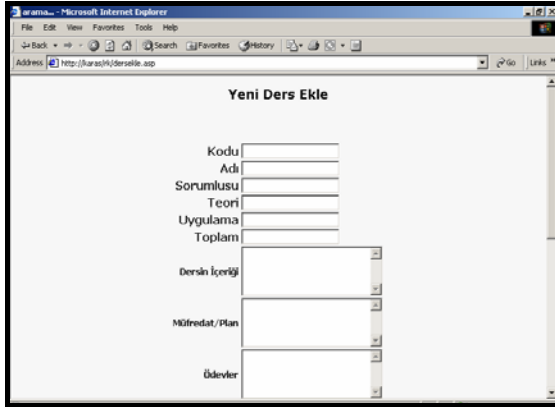 arama... - Microsoft Internet Explorer
File Edit View Favorites Tools Help
Back Search Favorites History
Address http://karas/rk/dersekle.asp Go Links
Yeni Ders Ekle
Kodu
Adı
Sorumlusu
Teori
Uygulama
Toplam
Dersin İçeriği
Müfredat/Plan
Ödevler